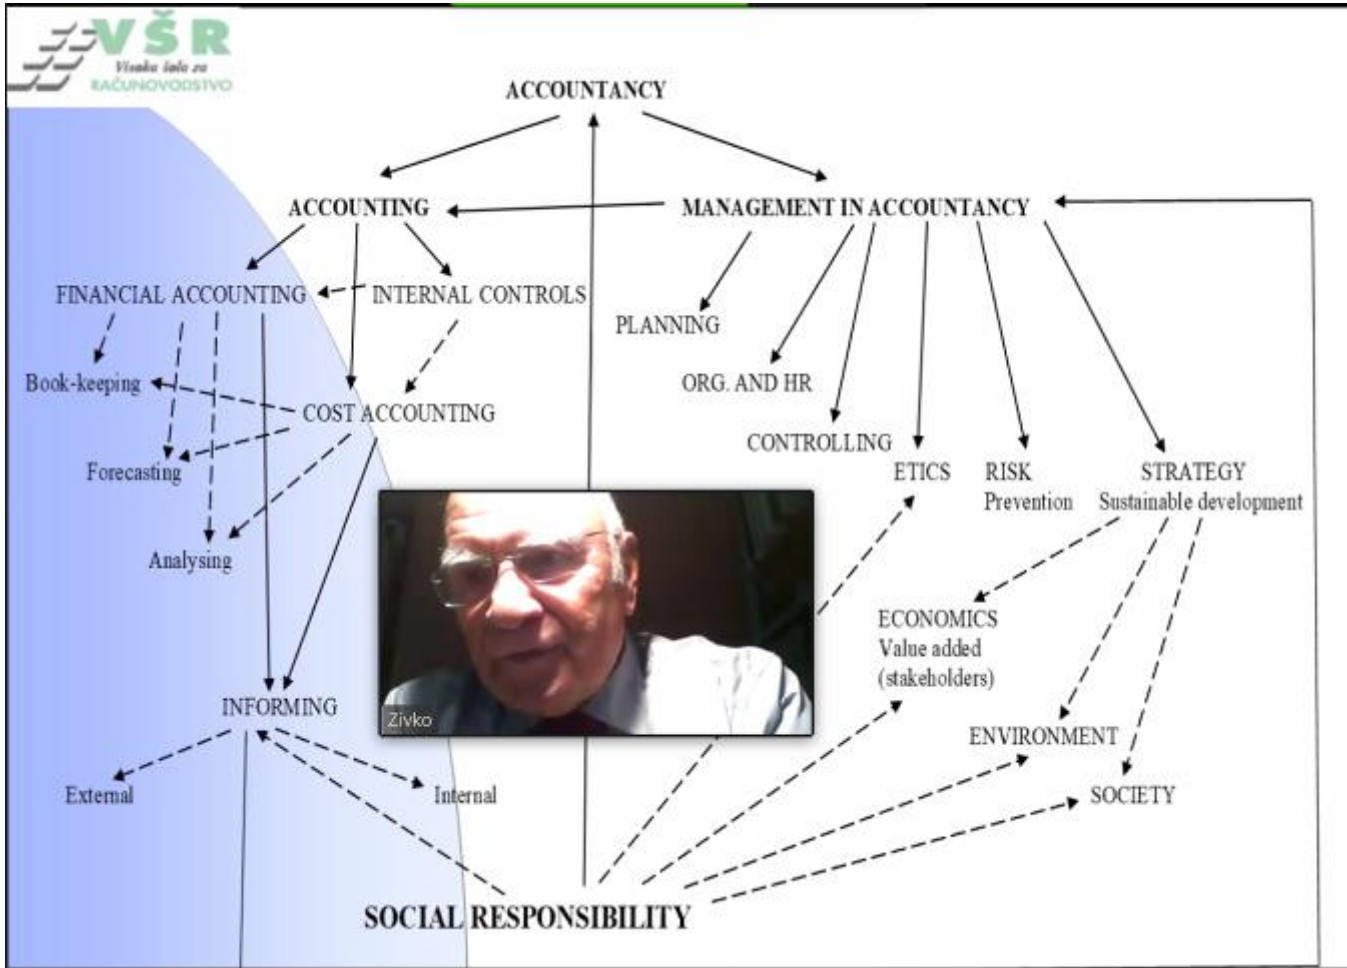 VŠR
Visoka šola za
RAČUNOVODSTVO
ACCOUNTANCY
ACCOUNTING
MANAGEMENT IN ACCOUNTANCY
FINANCIAL ACCOUNTING
INTERNAL CONTROLS
PLANNING
Book-keeping
ORG. AND HR
COST ACCOUNTING
CONTROLLING
Forecasting
ETICS
RISK
Prevention
STRATEGY
Sustainable development
Analysing
ECONOMICS
Value added
(stakeholders)
INFORMING
Zivko
ENVIRONMENT
External
Internal
SOCIETY
SOCIAL RESPONSIBILITY